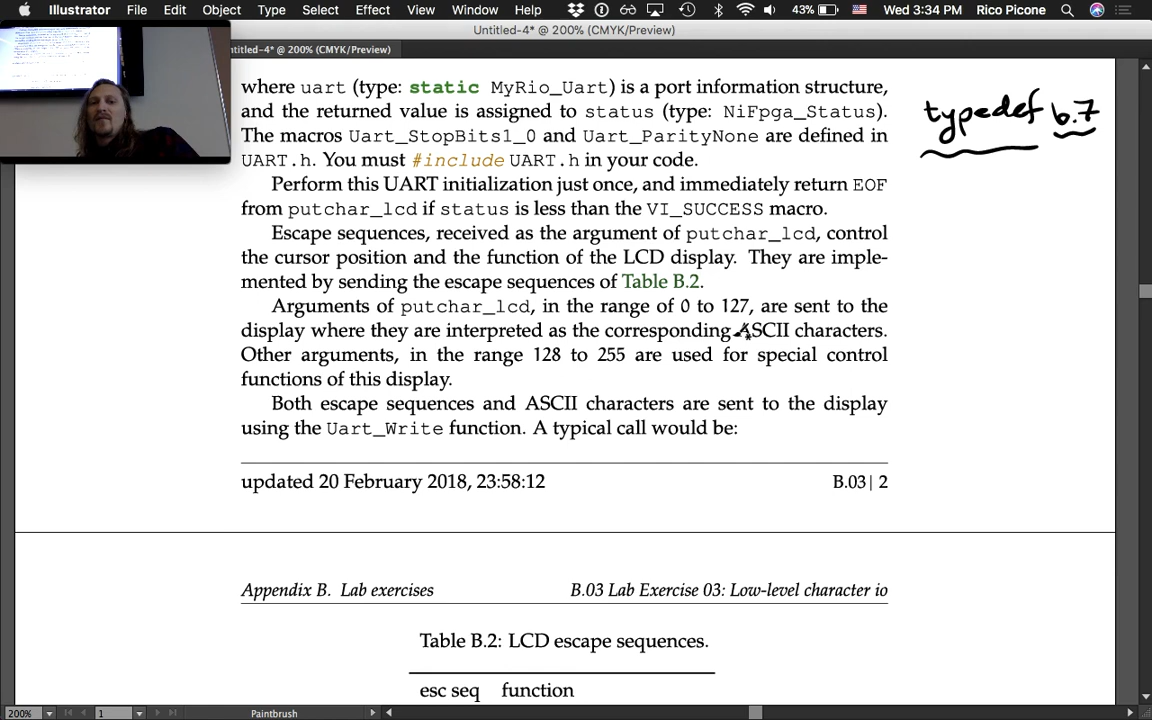 Illustrator File Edit Object Type Select Effect View Window Help 43% Wed 3:34 PM Rico Picone
Untitled-4* @ 200% (CMYK/Preview)
ntitled-4* @ 200% (CMYK/Preview)
where uart (type: static MyRio_Uart) is a port information structure,
and the returned value is assigned to status (type: NiFpga_Status).
The macros Uart_StopBits1_0 and Uart_ParityNone are defined in
UART.h. You must #include UART.h in your code.
typedef b.7
Perform this UART initialization just once, and immediately return EOF
from putchar_lcd if status is less than the VI_SUCCESS macro.
Escape sequences, received as the argument of putchar_lcd, control
the cursor position and the function of the LCD display. They are imple-
mented by sending the escape sequences of Table B.2.
Arguments of putchar_lcd, in the range of 0 to 127, are sent to the
display where they are interpreted as the corresponding ASCII characters.
Other arguments, in the range 128 to 255 are used for special control
functions of this display.
Both escape sequences and ASCII characters are sent to the display
using the Uart_Write function. A typical call would be:
updated 20 February 2018, 23:58:12 B.03 | 2
Appendix B. Lab exercises B.03 Lab Exercise 03: Low-level character io
Table B.2: LCD escape sequences.
esc seq function
200% 1 Paintbrush